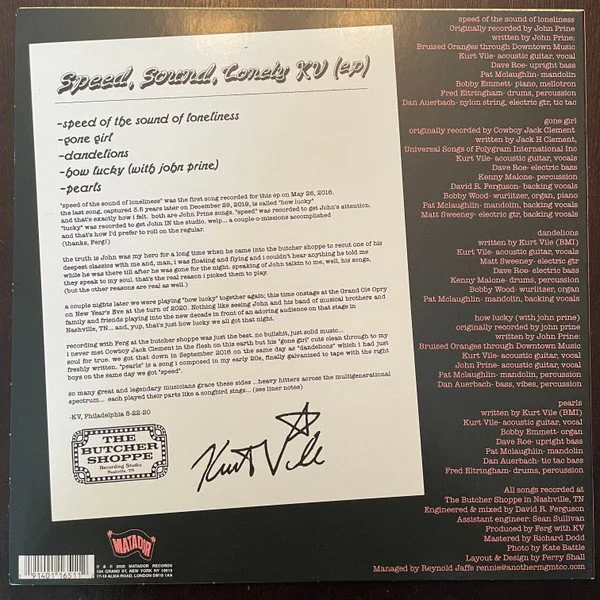 Speed, Sound, Lonely KV (ep)
-speed of the sound of loneliness
-gone girl
-dandelions
-how lucky (with john prine)
-pearls
"speed of the sound of loneliness" was the first song recorded for this ep on May 26, 2016.
the last song, captured 3.5 years later on December 29, 2019, is called "how lucky"
and that's exactly how i felt. both are John Prine songs. "speed" was recorded to get John's attention.
"lucky" was recorded to get John IN the studio. welp... a couple o-missions accomplished
and that's how I'd prefer to roll on the regular.
(thanks, Ferg!)
the truth is John was my hero for a long time when he came into the butcher shoppe to recut one of his
deepest classics with me and, man, i was floating and flying and i couldn't hear anything he told me
while he was there till after he was gone for the night. speaking of John talkin to me, well, his songs,
they speak to my soul. that's the real reason i picked them to play.
(but the other reasons are real as well.)
a couple nights later we were playing "how lucky" together again; this time onstage at the Grand Ole Opry
on New Year's Eve at the turn of 2020. Nothing like seeing John and his band of musical brothers and
family and friends playing into the new decade in front of an adoring audience on that stage in
Nashville, TN... and, yup, that's just how lucky we all got that night.
recording with Ferg at the butcher shoppe was just the best. no bullshit, just solid music...
i never met Cowboy Jack Clement in the flesh on this earth but his "gone girl" cuts clean through to my
soul for true. we got that down in September 2016 on the same day as "dandelions" which i had just
freshly written. "pearls" is a song i composed in my early 20s, finally galvanized to tape with the right
boys on the same day we got "speed".
so many great and legendary musicians grace these sides ...heavy hitters across the multigenerational
spectrum... each played their parts like a songbird sings... (see liner notes)
-KV, Philadelphia 8-22-20
THE
BUTCHER
SHOPPE
Recording Studio
Nashville, TN
Kurt Vile
MATADOR
℗ & © 2020 MATADOR RECORDS
134 GRAND ST, NEW YORK NY 10013
17-19 ALMA ROAD, LONDON SW18 1AA
speed of the sound of loneliness
Originally recorded by John Prine
written by John Prine:
Bruised Oranges through Downtown Music
Kurt Vile- acoustic guitar, vocal
Dave Roe- upright bass
Pat Mclaughlin- mandolin
Bobby Emmett- piano, mellotron
Fred Eltringham- drums, percussion
Dan Auerbach- nylon string, electric gtr, tic tac
gone girl
originally recorded by Cowboy Jack Clement
written by Jack H Clement,
Universal Songs of Polygram International Inc
Kurt Vile- acoustic guitar, vocals
Dave Roe- electric bass
Kenny Malone- percussion
David R. Ferguson- backing vocals
Bobby Wood- wurlitzer, organ, piano
Pat Mclaughlin- mandolin, backing vocals
Matt Sweeney- electric gtr, backing vocals
dandelions
written by Kurt Vile (BMI)
Kurt Vile- acoustic guitar, vocals
Matt Sweeney- electric gtr
Dave Roe- electric bass
Kenny Malone- drums, percussion
Bobby Wood- wurlitzer, organ
Pat Mclaughlin- mandolin, backing vocals
how lucky (with john prine)
originally recorded by john prine
written by John Prine:
Bruised Oranges through Downtown Music
Kurt Vile- acoustic guitar, vocal
John Prine- acoustic guitar, vocal
Pat Mclaughlin- mandolin, percussion
Dan Auerbach- bass, vibes, percussion
pearls
written by Kurt Vile (BMI)
Kurt Vile- acoustic guitar, vocal
Bobby Emmett- organ
Dave Roe- upright bass
Pat Mclaughlin- mandolin
Dan Auerbach- tic tac bass
Fred Eltringham- drums, percussion
All songs recorded at
The Butcher Shoppe in Nashville, TN
Engineered & mixed by David R. Ferguson
Assistant engineer: Sean Sullivan
Produced by Ferg with KV
Mastered by Richard Dodd
Photo by Kate Battle
Layout & Design by Perry Shall
Managed by Reynold Jaffe rennie@anothermgmtco.com